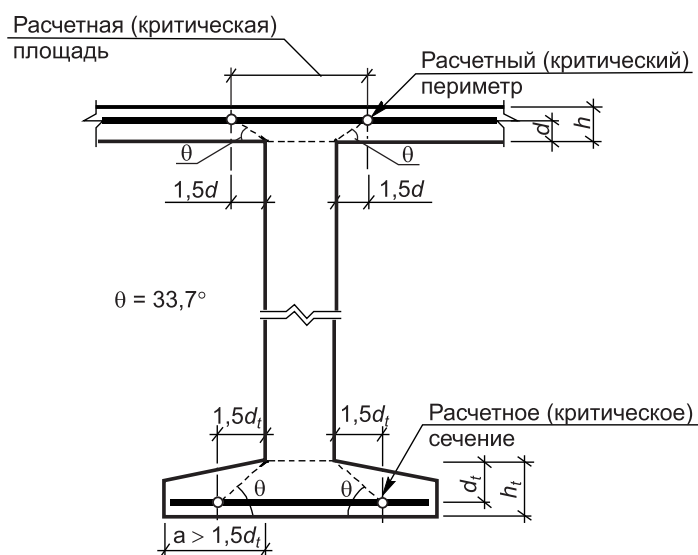 Расчетная (критическая)
площадь
Расчетный (критический)
периметр
d
h
θ
θ
1,5d
1,5d
θ = 33,7°
1,5dt
1,5dt
Расчетное (критическое)
сечение
θ
θ
dt
ht
a > 1,5dt